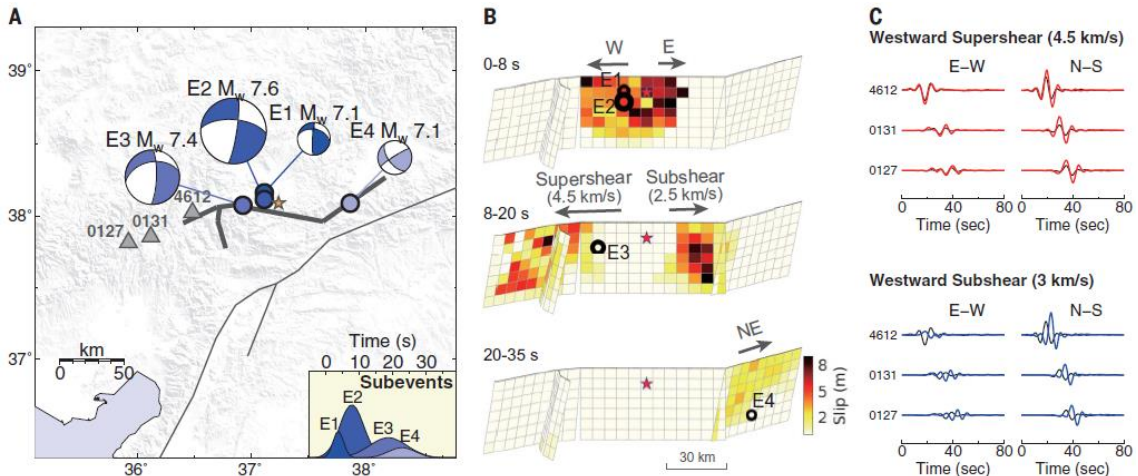 A
39°
38°
37°
36°
37°
38°
E2 Mw 7.6
E1 Mw 7.1
E3 Mw 7.4
E4 Mw 7.1
4612
0131
0127
km
0 50
Time (s)
0 10 20 30
Subevents
E2
E1
E3
E4
B
0-8 s
W E
E1
E2
Supershear
(4.5 km/s)
Subshear
(2.5 km/s)
8-20 s
E3
20-35 s
NE
E4
8
6
4
2
Slip (m)
30 km
C
Westward Supershear (4.5 km/s)
E–W N–S
4612
0131
0127
0 40 80 0 40 80
Time (sec) Time (sec)
Westward Subshear (3 km/s)
E–W N–S
4612
0131
0127
0 40 80 0 40 80
Time (sec) Time (sec)